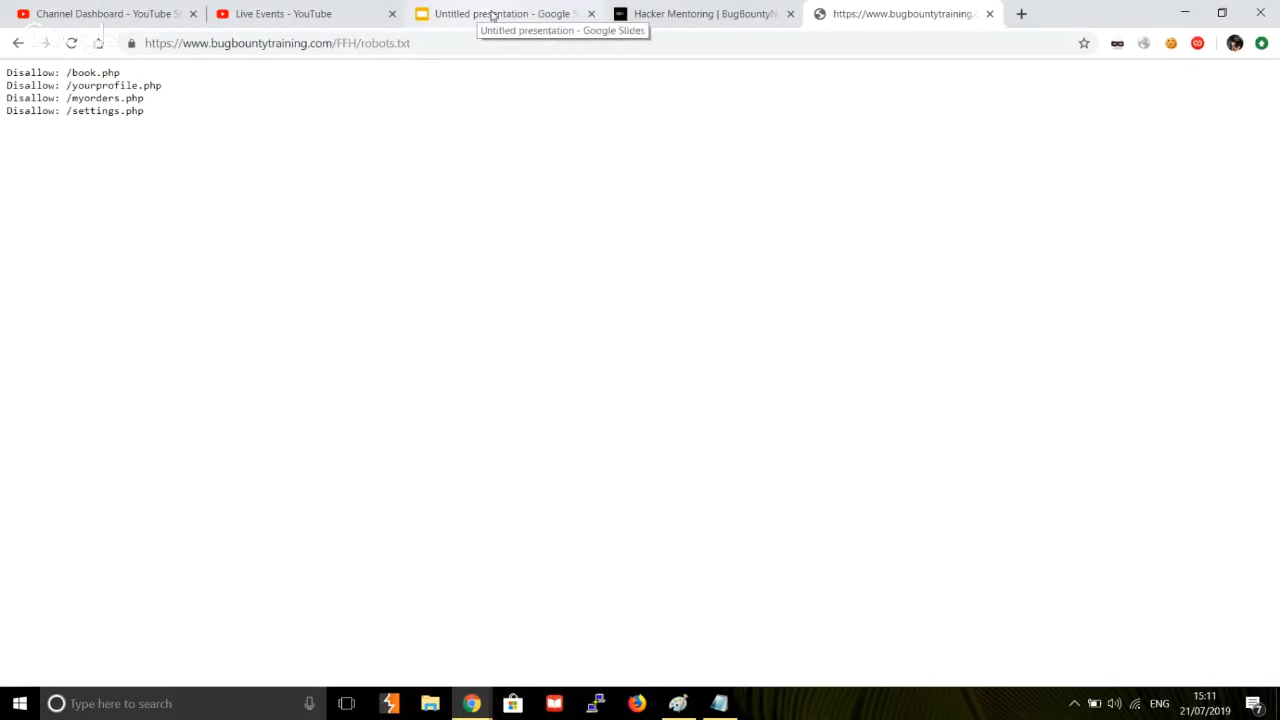 Channel Dashboard - YouTube St
Live Events - YouTube
Untitled presentation - Google S
Hacker Mentoring | BugBountyN
https://www.bugbountytraining.c
Untitled presentation - Google Slides
https://www.bugbountytraining.com/FFH/robots.txt
Disallow: /book.php
Disallow: /yourprofile.php
Disallow: /myorders.php
Disallow: /settings.php
Type here to search
ENG
15:11
21/07/2019
7